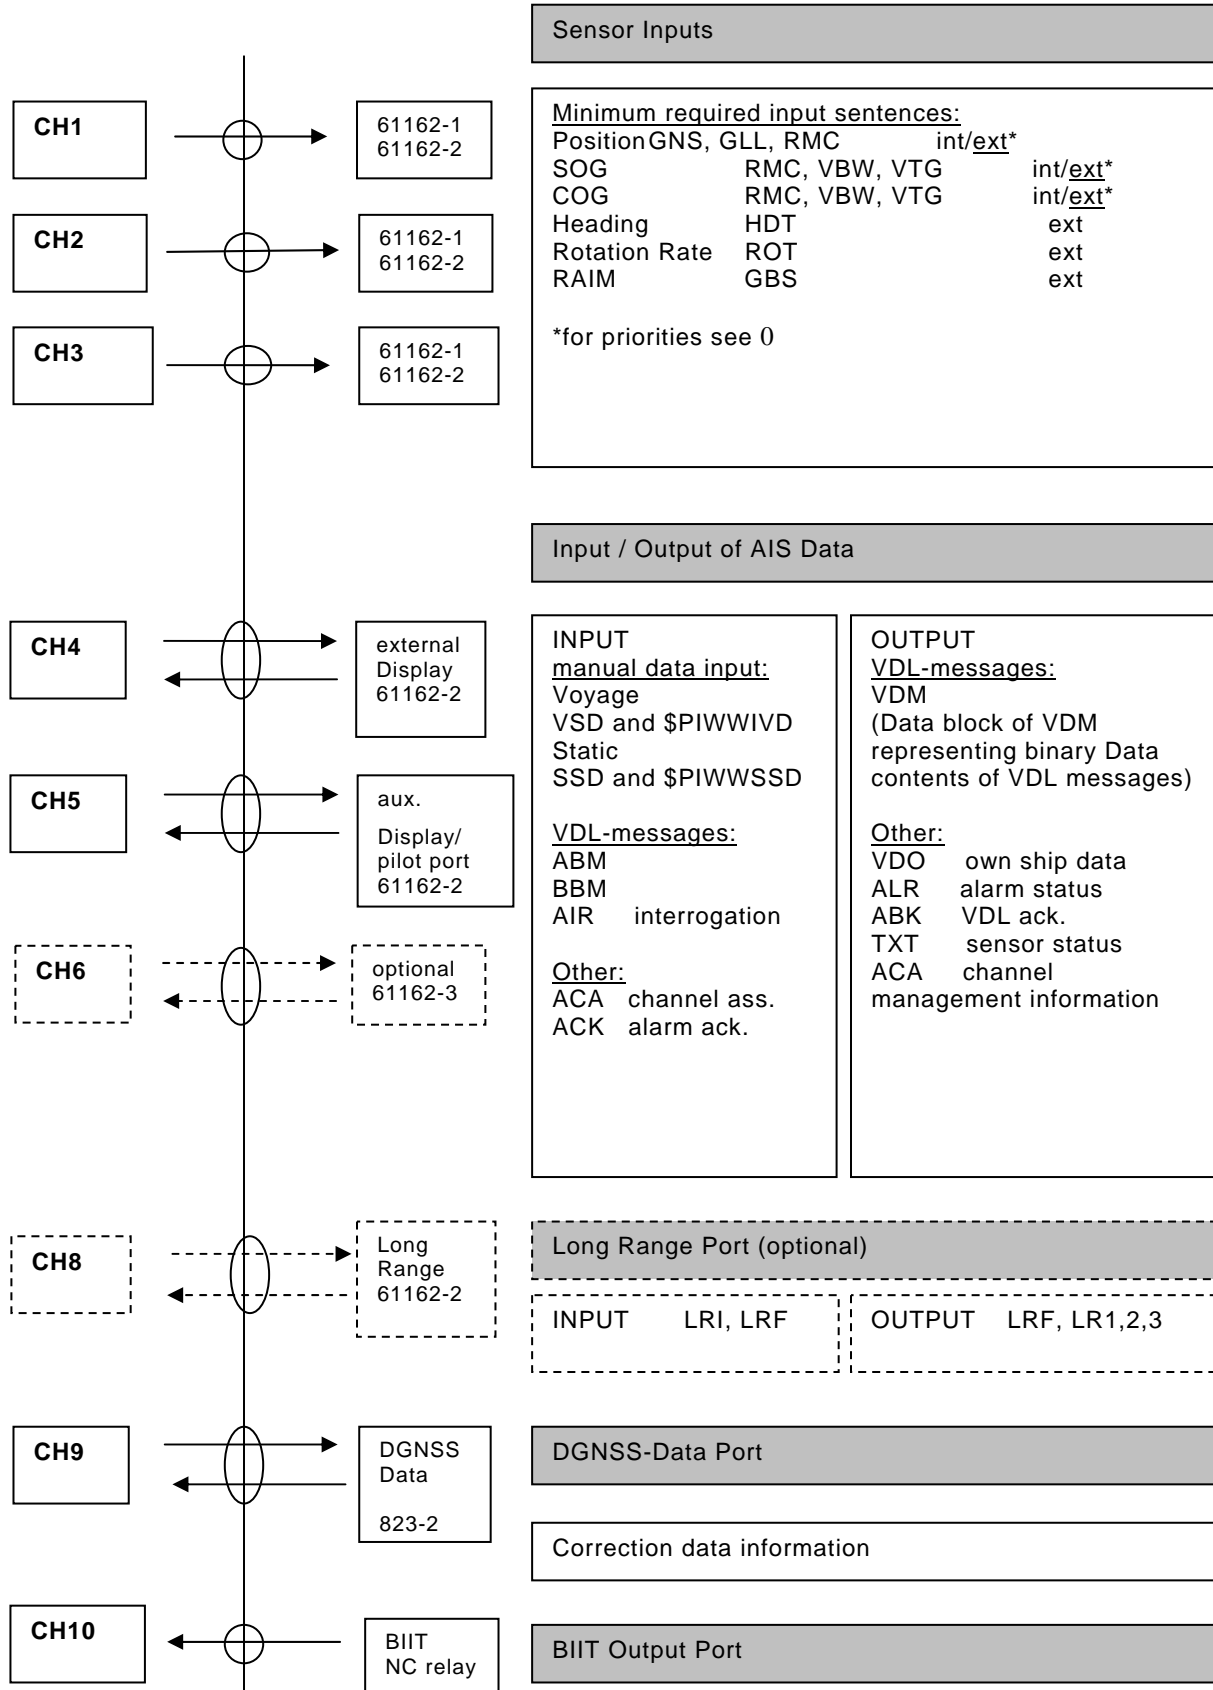 Sensor Inputs
CH1
61162-1
61162-2
CH2
61162-1
61162-2
CH3
61162-1
61162-2
Minimum required input sentences:
Position GNS, GLL, RMC int/ext*
SOG RMC, VBW, VTG int/ext*
COG RMC, VBW, VTG int/ext*
Heading HDT ext
Rotation Rate ROT ext
RAIM GBS ext
*for priorities see 0
Input / Output of AIS Data
CH4
external
Display
61162-2
CH5
aux.
Display/
pilot port
61162-2
CH6
optional
61162-3
INPUT
manual data input:
Voyage
VSD and $PIWWIVD
Static
SSD and $PIWWSSD
VDL-messages:
ABM
BBM
AIR interrogation
Other:
ACA channel ass.
ACK alarm ack.
OUTPUT
VDL-messages:
VDM
(Data block of VDM
representing binary Data
contents of VDL messages)
Other:
VDO own ship data
ALR alarm status
ABK VDL ack.
TXT sensor status
ACA channel
management information
CH8
Long
Range
61162-2
Long Range Port (optional)
INPUT LRI, LRF
OUTPUT LRF, LR1,2,3
CH9
DGNSS
Data
823-2
DGNSS-Data Port
Correction data information
CH10
BIIT
NC relay
BIIT Output Port